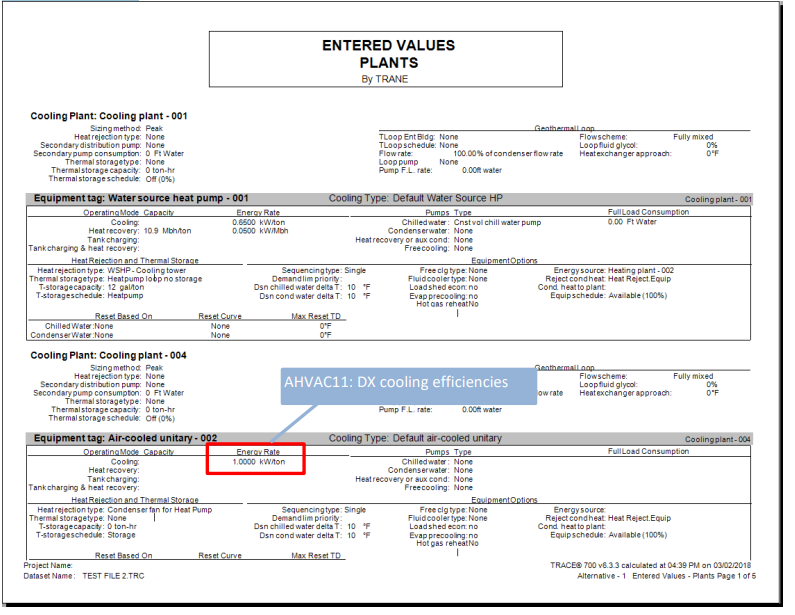 ENTERED VALUES
PLANTS
By TRANE
Cooling Plant: Cooling plant - 001
Sizing method: Peak
Heat rejection type: None
Secondary distribution pump: None
Secondary pump consumption: 0 Ft Water
Thermal storage type: None
Thermal storage capacity: 0 ton-hr
Thermal storage schedule: Off (0%)
Geothermal Loop
TLoop Ent Bldg: None Flow scheme: Fully mixed
TLoop schedule: None Loop fluid glycol: 0%
Flow rate: 100.00% of condenser flow rate Heat exchanger approach: 0°F
Loop pump None
Pump F.L. rate: 0.00ft water
Equipment tag: Water source heat pump - 001 Cooling Type: Default Water Source HP Cooling plant - 001
Operating Mode Capacity Energy Rate Pumps Type Full Load Consumption
Cooling: 0.6500 kW/ton Chilled water: Cnst vol chill water pump 0.00 Ft Water
Heat recovery: 10.9 Mbh/ton 0.0500 kW/Mbh Condenser water: None
Tank charging: Heat recovery or aux cond: None
Tank charging & heat recovery: Free cooling: None
Heat Rejection and Thermal Storage Equipment Options
Heat rejection type: WSHP - Cooling tower Sequencing type: Single Free clg type: None Energy source: Heating plant - 002
Thermal storage type: Heat pump loop no storage Demand lim priority: Fluid cooler type: None Reject cond heat: Heat Reject. Equip
T-storage capacity: 12 gal/ton Dsn chilled water delta T: 10 °F Load shed econ: no Cond. heat to plant:
T-storage schedule: Heatpump Dsn cond water delta T: 10 °F Evap precooling: no Equip schedule: Available (100%)
Hot gas reheat No
Reset Based On Reset Curve Max Reset TD
Chilled Water: None None 0°F
Condenser Water: None None 0°F
Cooling Plant: Cooling plant - 004
Sizing method: Peak
Heat rejection type: None
Secondary distribution pump: None
Secondary pump consumption: 0 Ft Water
Thermal storage type: None
Thermal storage capacity: 0 ton-hr
Thermal storage schedule: Off (0%)
Geothermal Loop
Flow scheme: Fully mixed
Loop fluid glycol: 0%
flow rate Heat exchanger approach: 0°F
Pump F.L. rate: 0.00ft water
AHVAC11: DX cooling efficiencies
Equipment tag: Air-cooled unitary - 002 Cooling Type: Default air-cooled unitary Cooling plant - 004
Operating Mode Capacity Energy Rate Pumps Type Full Load Consumption
Cooling: 1.0000 kW/ton Chilled water: None
Heat recovery: Condenser water: None
Tank charging: Heat recovery or aux cond: None
Tank charging & heat recovery: Free cooling: None
Heat Rejection and Thermal Storage Equipment Options
Heat rejection type: Condenser fan for Heat Pump Sequencing type: Single Free clg type: None Energy source:
Thermal storage type: None Demand lim priority: Fluid cooler type: None Reject cond heat: Heat Reject. Equip
T-storage capacity: 0 ton-hr Dsn chilled water delta T: 10 °F Load shed econ: no Cond. heat to plant:
T-storage schedule: Storage Dsn cond water delta T: 10 °F Evap precooling: no Equip schedule: Available (100%)
Hot gas reheat No
Reset Based On Reset Curve Max Reset TD
Project Name: TRACE® 700 v6.3.3 calculated at 04:39 PM on 03/02/2018
Dataset Name: TEST FILE 2.TRC Alternative - 1 Entered Values - Plants Page 1 of 5